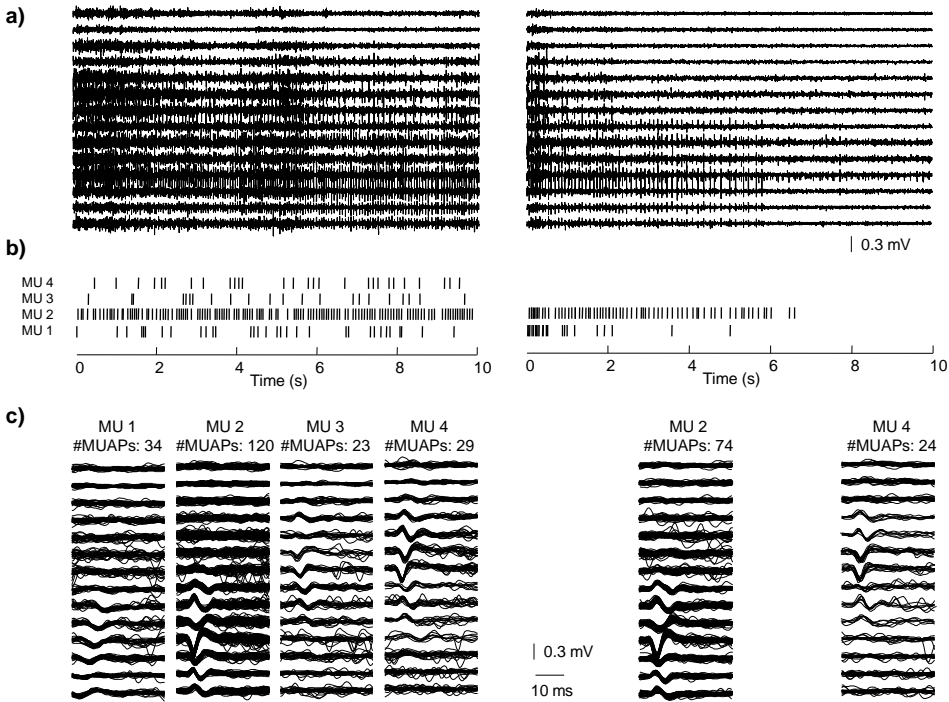 a)
0.3 mV
b)
MU 4
MU 3
MU 2
MU 1
0 2 4 6 8 10
Time (s)
0 2 4 6 8 10
Time (s)
c)
MU 1 MU 2 MU 3 MU 4
#MUAPs: 34 #MUAPs: 120 #MUAPs: 23 #MUAPs: 29
MU 2 MU 4
#MUAPs: 74 #MUAPs: 24
0.3 mV
10 ms